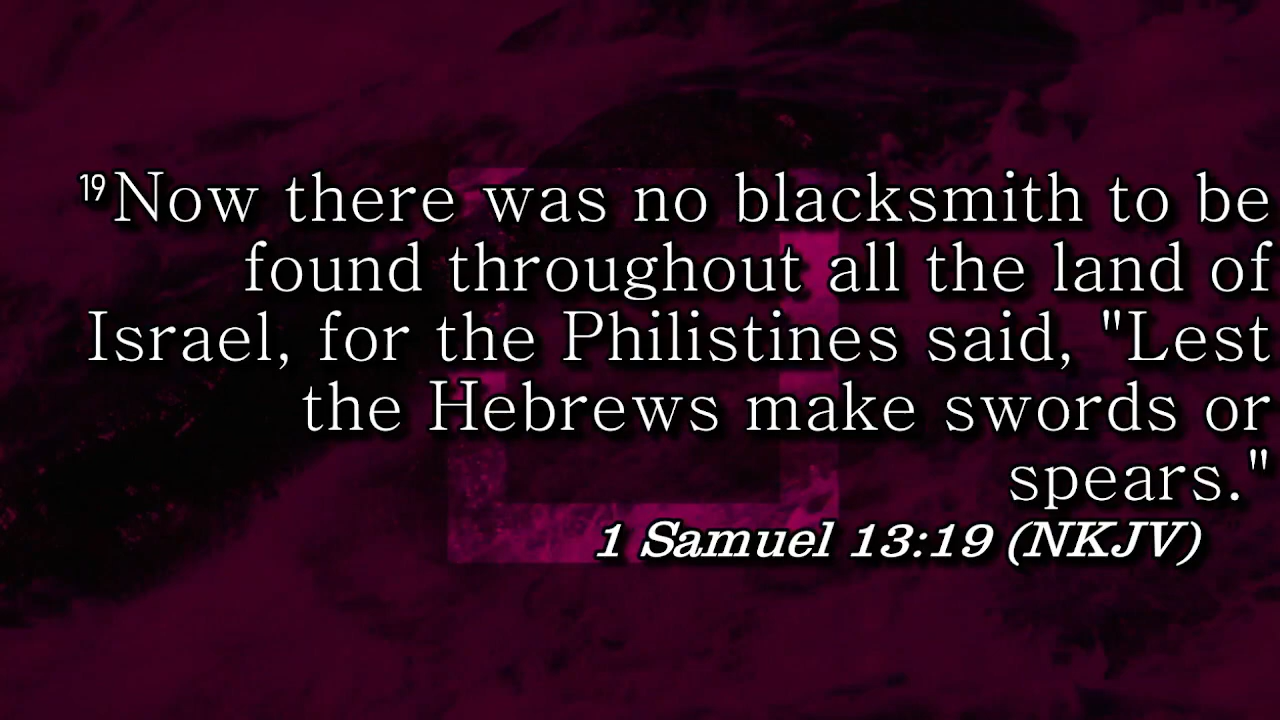 ¹⁹Now there was no blacksmith to be
found throughout all the land of
Israel, for the Philistines said, "Lest
the Hebrews make swords or
spears."
1 Samuel 13:19 (NKJV)